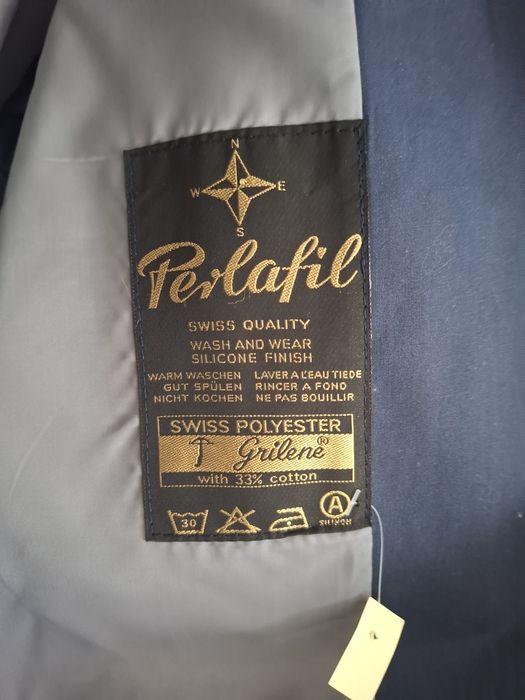 N
W E
S
Perlafil
SWISS QUALITY
WASH AND WEAR
SILICONE FINISH
WARM WASCHEN LAVER A L'EAU TIEDE
GUT SPÜLEN RINCER A FOND
NICHT KOCHEN NE PAS BOUILLIR
SWISS POLYESTER
Grilene®
with 33% cotton
30 A